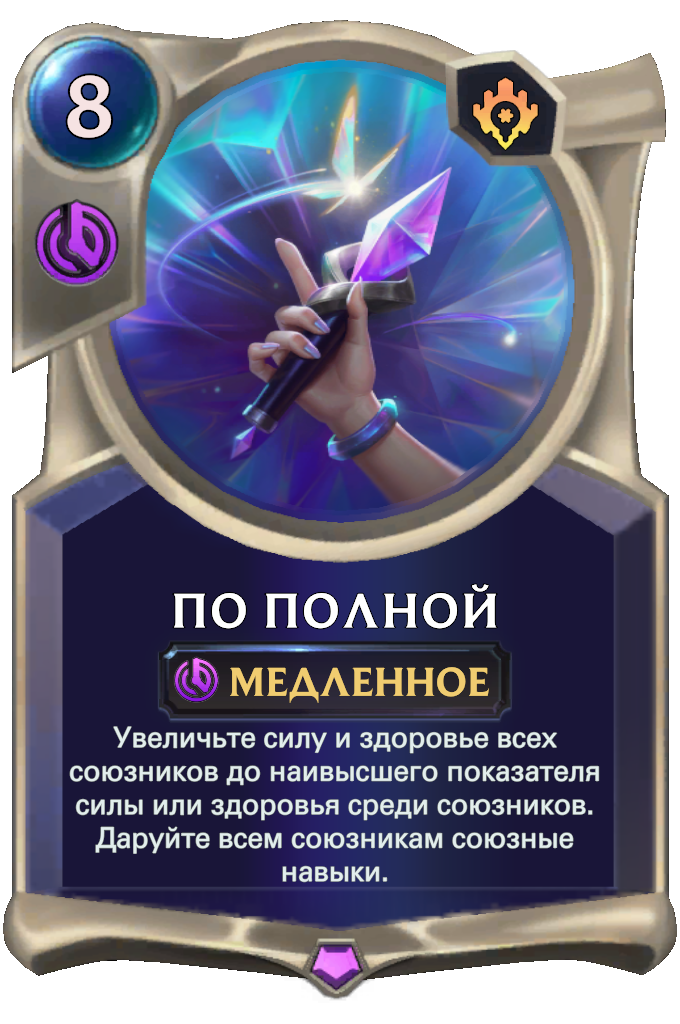 8
ПО ПОЛНОЙ
МЕДЛЕННОЕ
Увеличьте силу и здоровье всех
союзников до наивысшего показателя
силы или здоровья среди союзников.
Даруйте всем союзникам союзные
навыки.